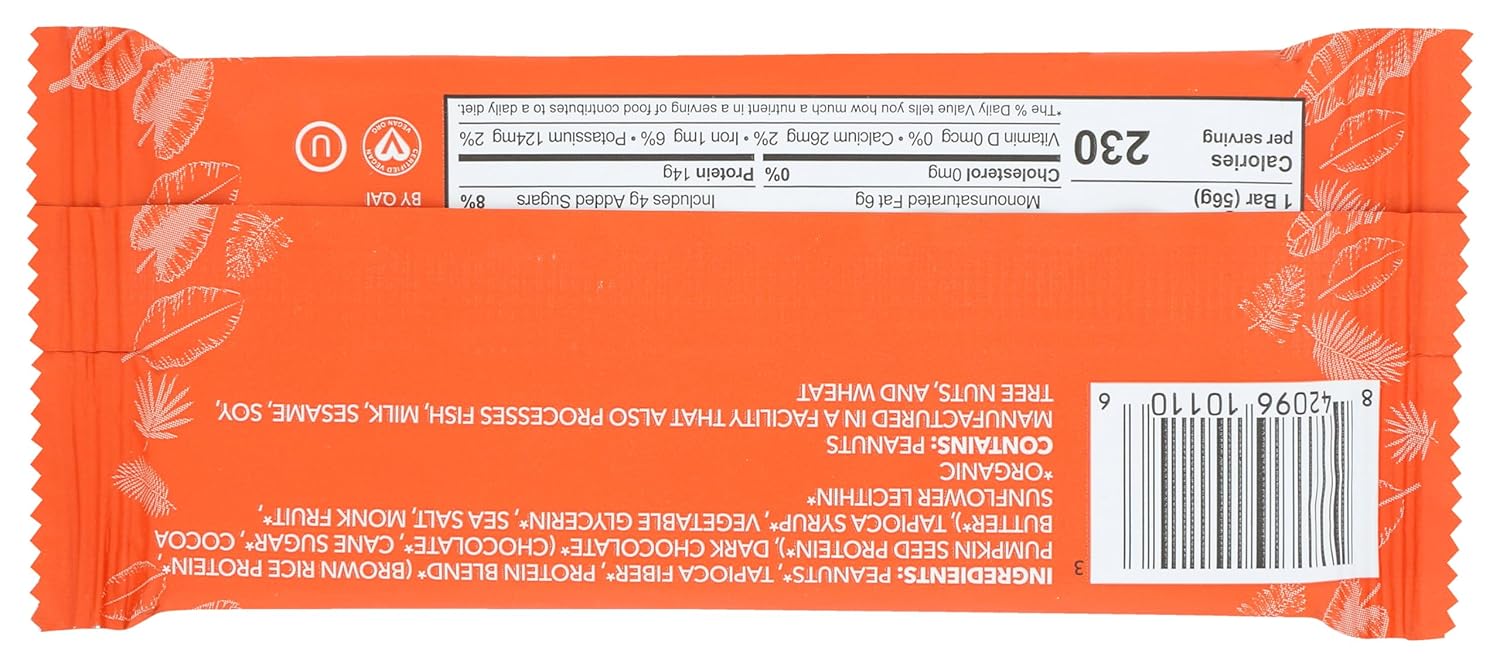 3
INGREDIENTS: PEANUTS*, TAPIOCA FIBER*, PROTEIN BLEND* (BROWN RICE PROTEIN*,
PUMPKIN SEED PROTEIN*), DARK CHOCOLATE* (CHOCOLATE*, CANE SUGAR*, COCOA
BUTTER*), TAPIOCA SYRUP*, VEGETABLE GLYCERIN*, SEA SALT, MONK FRUIT*,
SUNFLOWER LECITHIN*
*ORGANIC
CONTAINS: PEANUTS
MANUFACTURED IN A FACILITY THAT ALSO PROCESSES FISH, MILK, SESAME, SOY,
TREE NUTS, AND WHEAT
8 42096 10110 6
1 Bar (56g)
Calories
per serving
230
Monounsaturated Fat 6g Includes 4g Added Sugars 8%
Cholesterol 0mg 0% Protein 14g
Vitamin D 0mcg 0% • Calcium 26mg 2% • Iron 1mg 6% • Potassium 124mg 2%
*The % Daily Value tells you how much a nutrient in a serving of food contributes to a daily diet.
BY QAI
CERTIFIED VEGAN
VEGAN.ORG
U